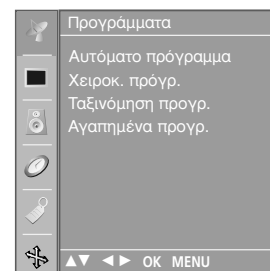 Προγράμματα
Αυτόματο πρόγραμμα
Χειροκ. πρόγρ.
Ταξινόμηση προγρ.
Αγαπημένα προγρ.
▲▼ ◄► OK MENU